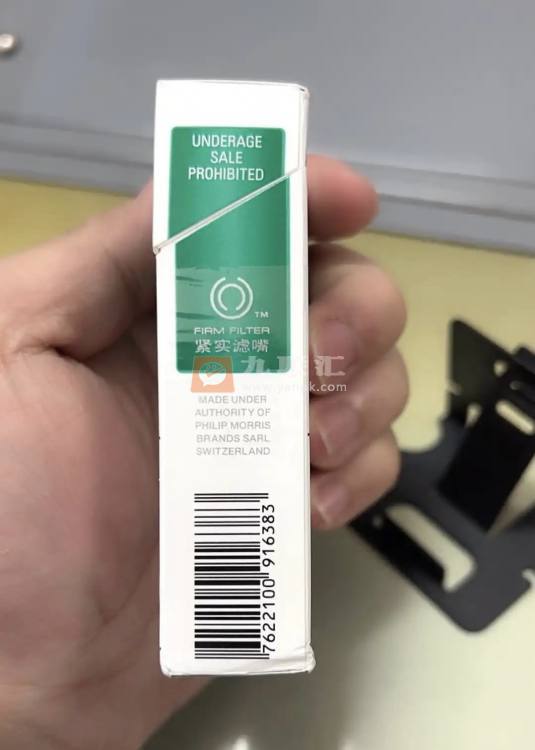 UNDERAGE
SALE
PROHIBITED
TM
FIRM FILTER
紧实滤嘴
MADE UNDER
AUTHORITY OF
PHILIP MORRIS
BRANDS SARL
SWITZERLAND
7622100 916383